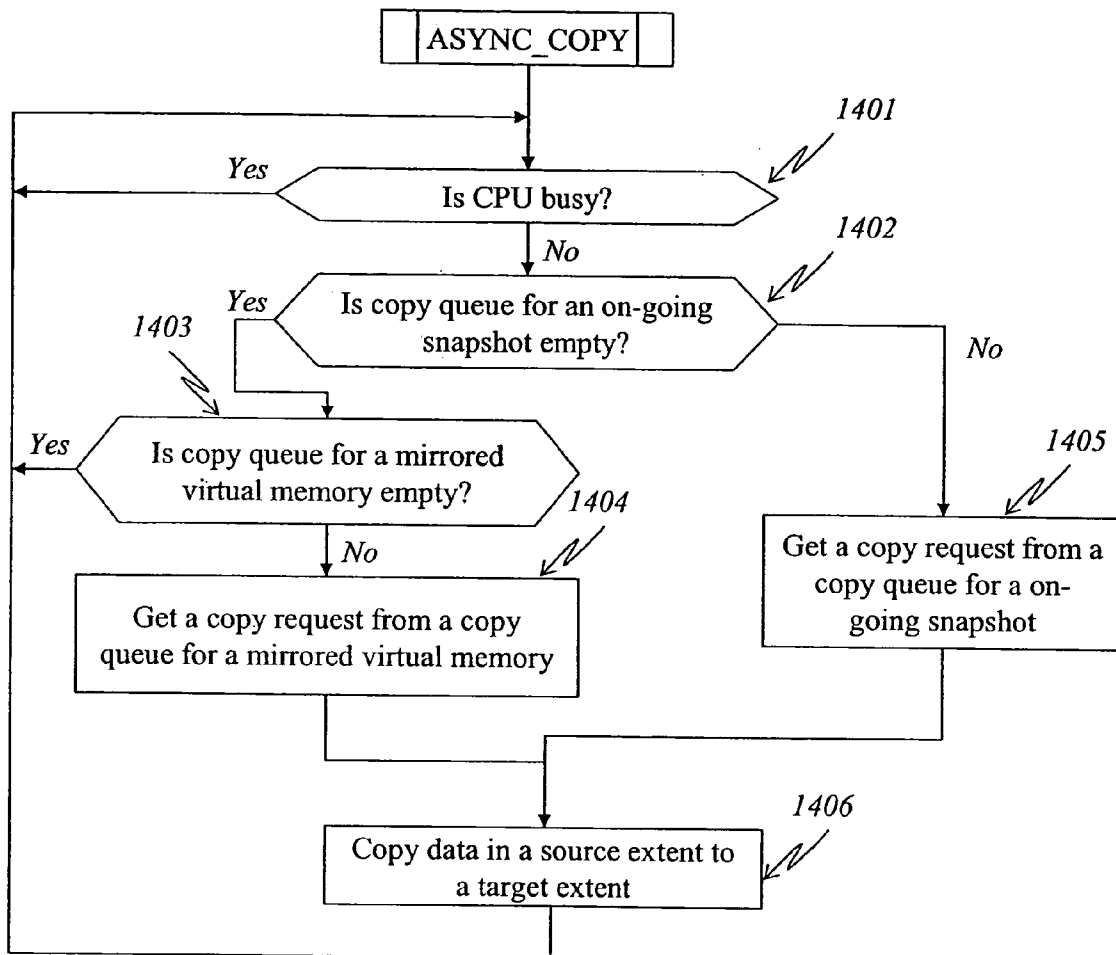 ASYNC_COPY
1401
Yes
Is CPU busy?
1402
No
Yes
Is copy queue for an on-going
snapshot empty?
1403
No
Yes
Is copy queue for a mirrored
virtual memory empty?
1405
1404
No
Get a copy request from a
copy queue for a on-
going snapshot
Get a copy request from a copy
queue for a mirrored virtual memory
1406
Copy data in a source extent to
a target extent